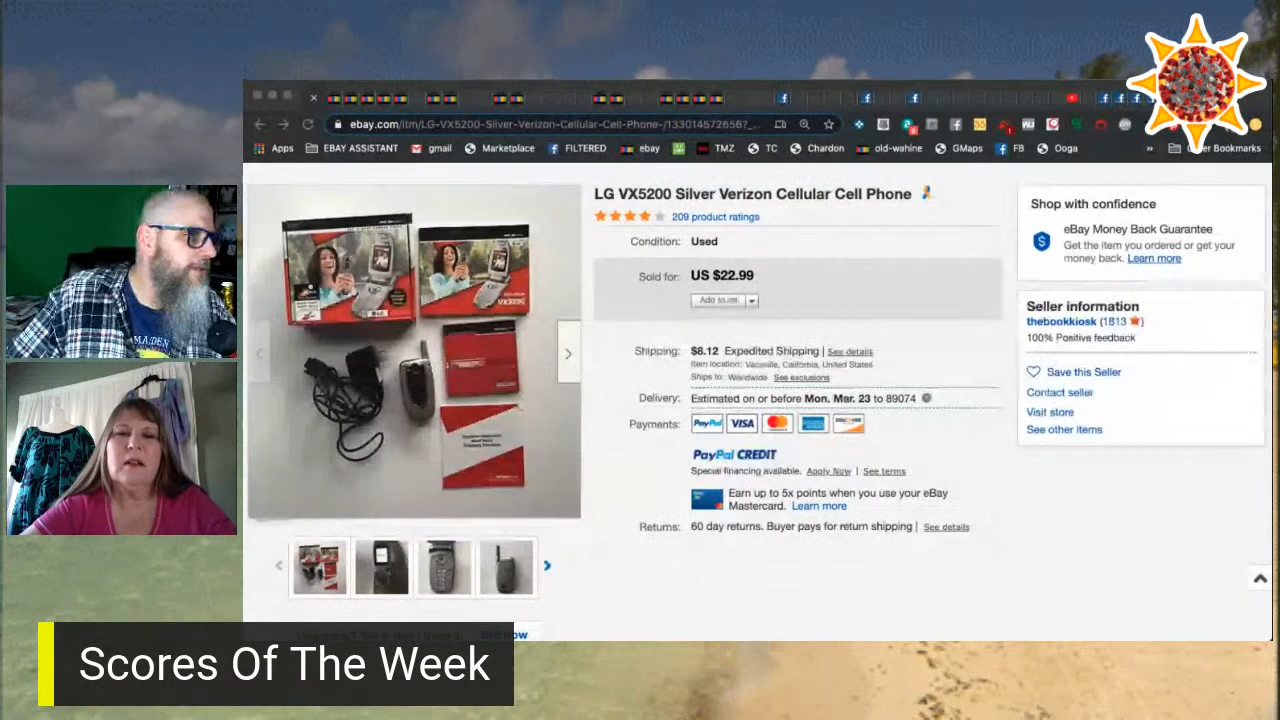 ebay.com/itm/LG-VX5200-Silver-Verizon-Cellular-Cell-Phone-/133014572656?_...
Apps EBAY ASSISTANT gmail Marketplace FILTERED ebay TMZ TC Chardon old-wahine GMaps FB Ooga » Other Bookmarks
LG VX5200 Silver Verizon Cellular Cell Phone
209 product ratings
Condition: Used
Sold for: US $22.99
Add to list
Shipping: $8.12 Expedited Shipping | See details
Item location: Vacaville, California, United States
Ships to: Worldwide See exclusions
Delivery: Estimated on or before Mon. Mar. 23 to 89074
Payments: PayPal VISA
PayPal CREDIT
Special financing available. Apply Now | See terms
Earn up to 5x points when you use your eBay
Mastercard. Learn more
Returns: 60 day returns. Buyer pays for return shipping | See details
Shop with confidence
eBay Money Back Guarantee
Get the item you ordered or get your
money back. Learn more
Seller information
thebookkiosk (1813)
100% Positive feedback
Save this Seller
Contact seller
Visit store
See other items
Scores Of The Week